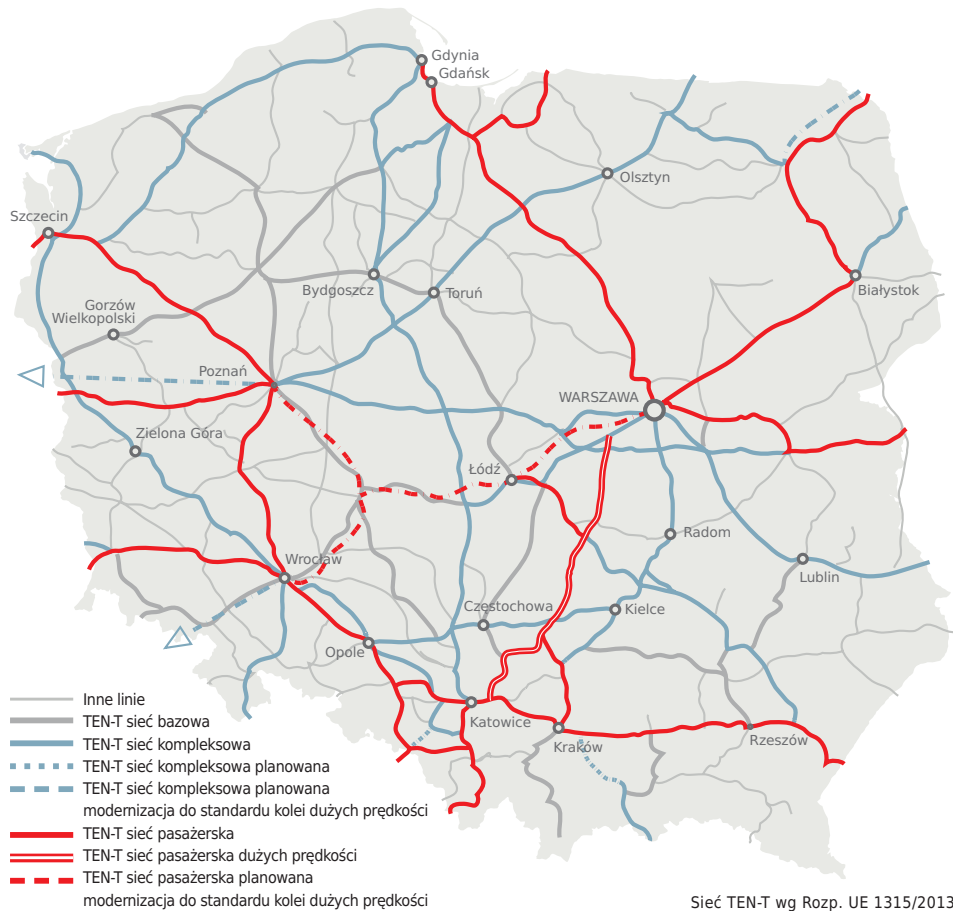 Gdynia
Gdańsk
Olsztyn
Szczecin
Białystok
Bydgoszcz
Toruń
Gorzów
Wielkopolski
Poznań
WARSZAWA
Zielona Góra
Łódź
Radom
Wrocław
Lublin
Częstochowa
Kielce
Opole
Katowice
Kraków
Rzeszów
Inne linie
TEN-T sieć bazowa
TEN-T sieć kompleksowa
TEN-T sieć kompleksowa planowana
TEN-T sieć kompleksowa planowana
modernizacja do standardu kolei dużych prędkości
TEN-T sieć pasażerska
TEN-T sieć pasażerska dużych prędkości
TEN-T sieć pasażerska planowana
modernizacja do standardu kolei dużych prędkości
Sieć TEN-T wg Rozp. UE 1315/2013